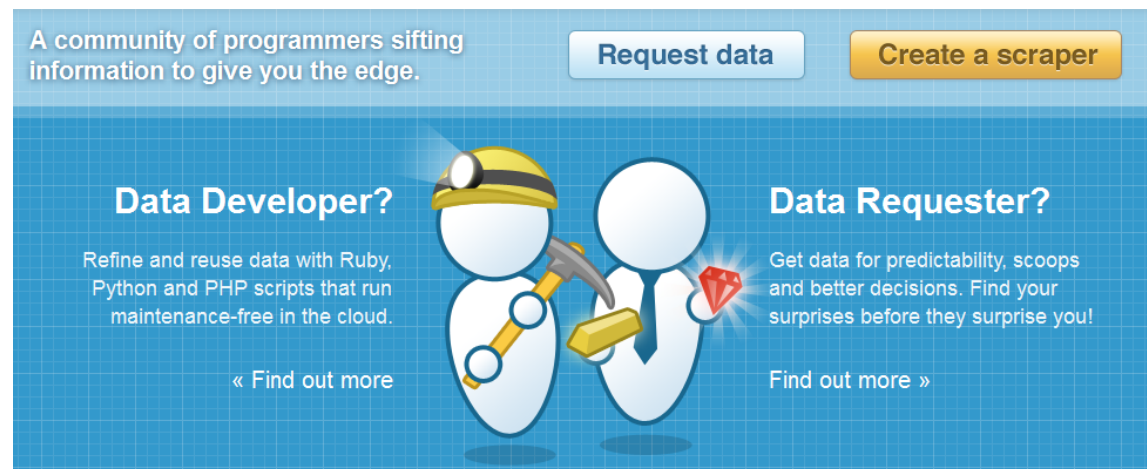 A community of programmers sifting
information to give you the edge.
Request data
Create a scraper
Data Developer?
Refine and reuse data with Ruby,
Python and PHP scripts that run
maintenance-free in the cloud.
« Find out more
Data Requester?
Get data for predictability, scoops
and better decisions. Find your
surprises before they surprise you!
Find out more »